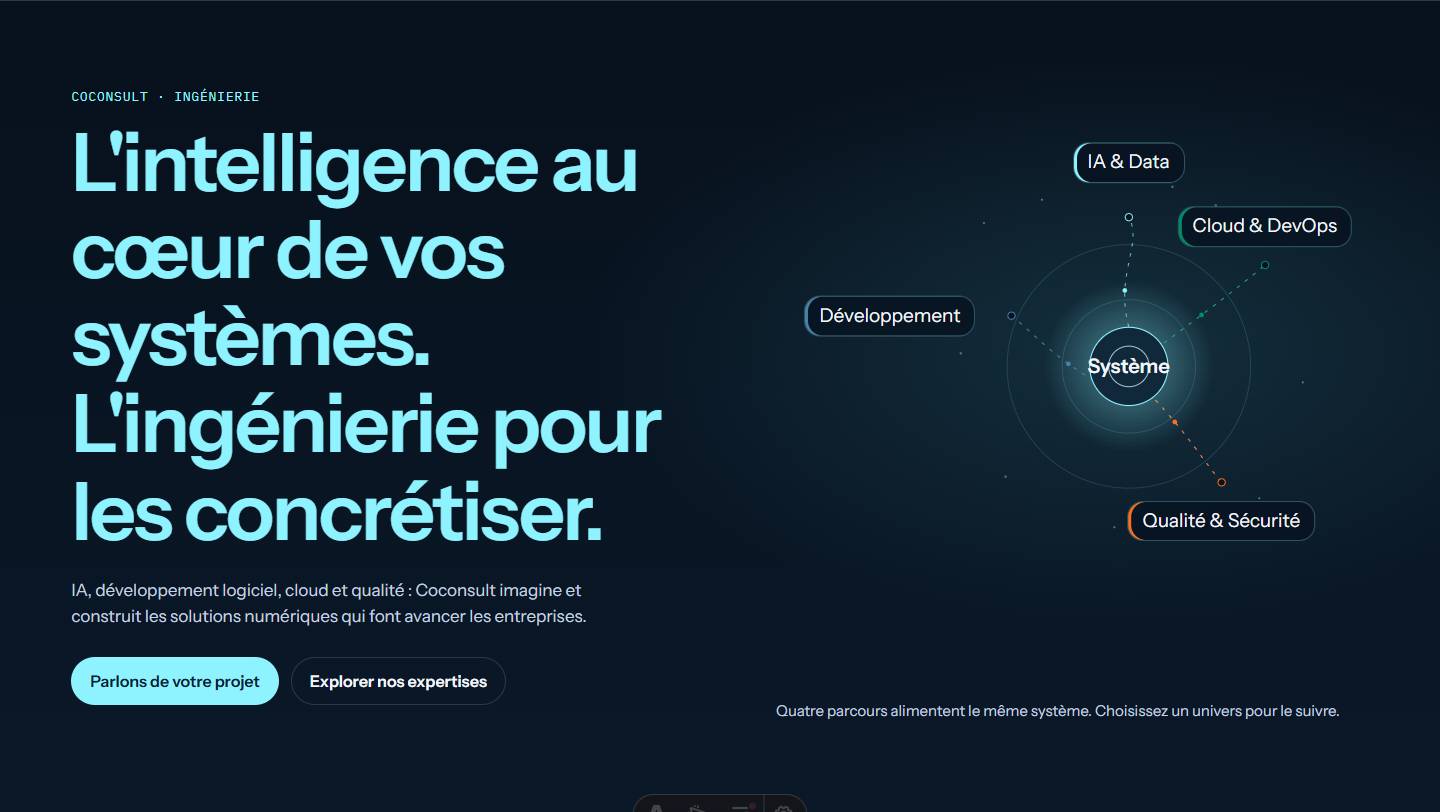 COCONSULT · INGÉNIERIE
L'intelligence au
cœur de vos
systèmes.
L'ingénierie pour
les concrétiser.
IA, développement logiciel, cloud et qualité : Coconsult imagine et
construit les solutions numériques qui font avancer les entreprises.
Parlons de votre projet
Explorer nos expertises
IA & Data
Cloud & DevOps
Développement
Système
Qualité & Sécurité
Quatre parcours alimentent le même système. Choisissez un univers pour le suivre.